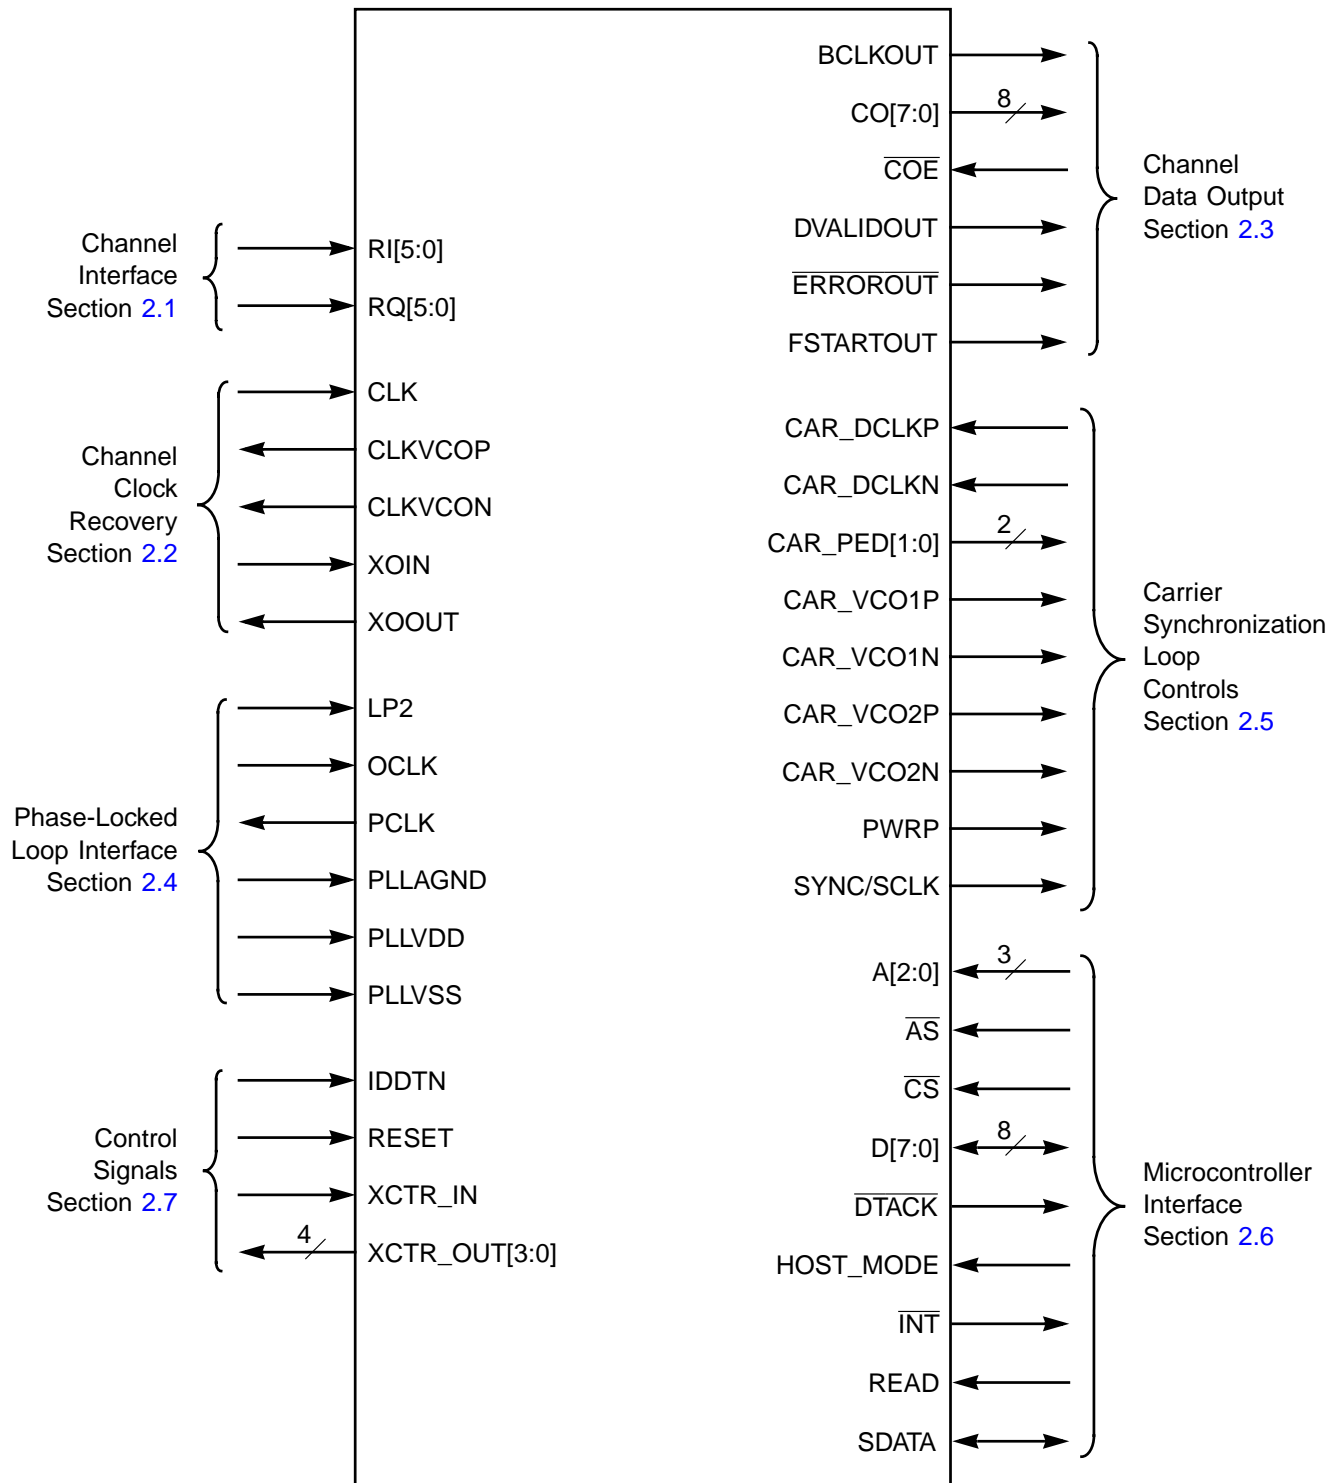 Channel
Interface
Section 2.1
RI[5:0]
RQ[5:0]
Channel
Clock
Recovery
Section 2.2
CLK
CLKVCOP
CLKVCON
XOIN
XOOUT
Phase-Locked
Loop Interface
Section 2.4
LP2
OCLK
PCLK
PLLAGND
PLLVDD
PLLVSS
Control
Signals
Section 2.7
IDDTN
RESET
XCTR_IN
4
XCTR_OUT[3:0]
BCLKOUT
8
CO[7:0]
COE
DVALIDOUT
ERROROUT
FSTARTOUT
Channel
Data Output
Section 2.3
CAR_DCLKP
CAR_DCLKN
2
CAR_PED[1:0]
CAR_VCO1P
CAR_VCO1N
CAR_VCO2P
CAR_VCO2N
PWRP
SYNC/SCLK
Carrier
Synchronization
Loop
Controls
Section 2.5
3
A[2:0]
AS
CS
8
D[7:0]
DTACK
HOST_MODE
INT
READ
SDATA
Microcontroller
Interface
Section 2.6